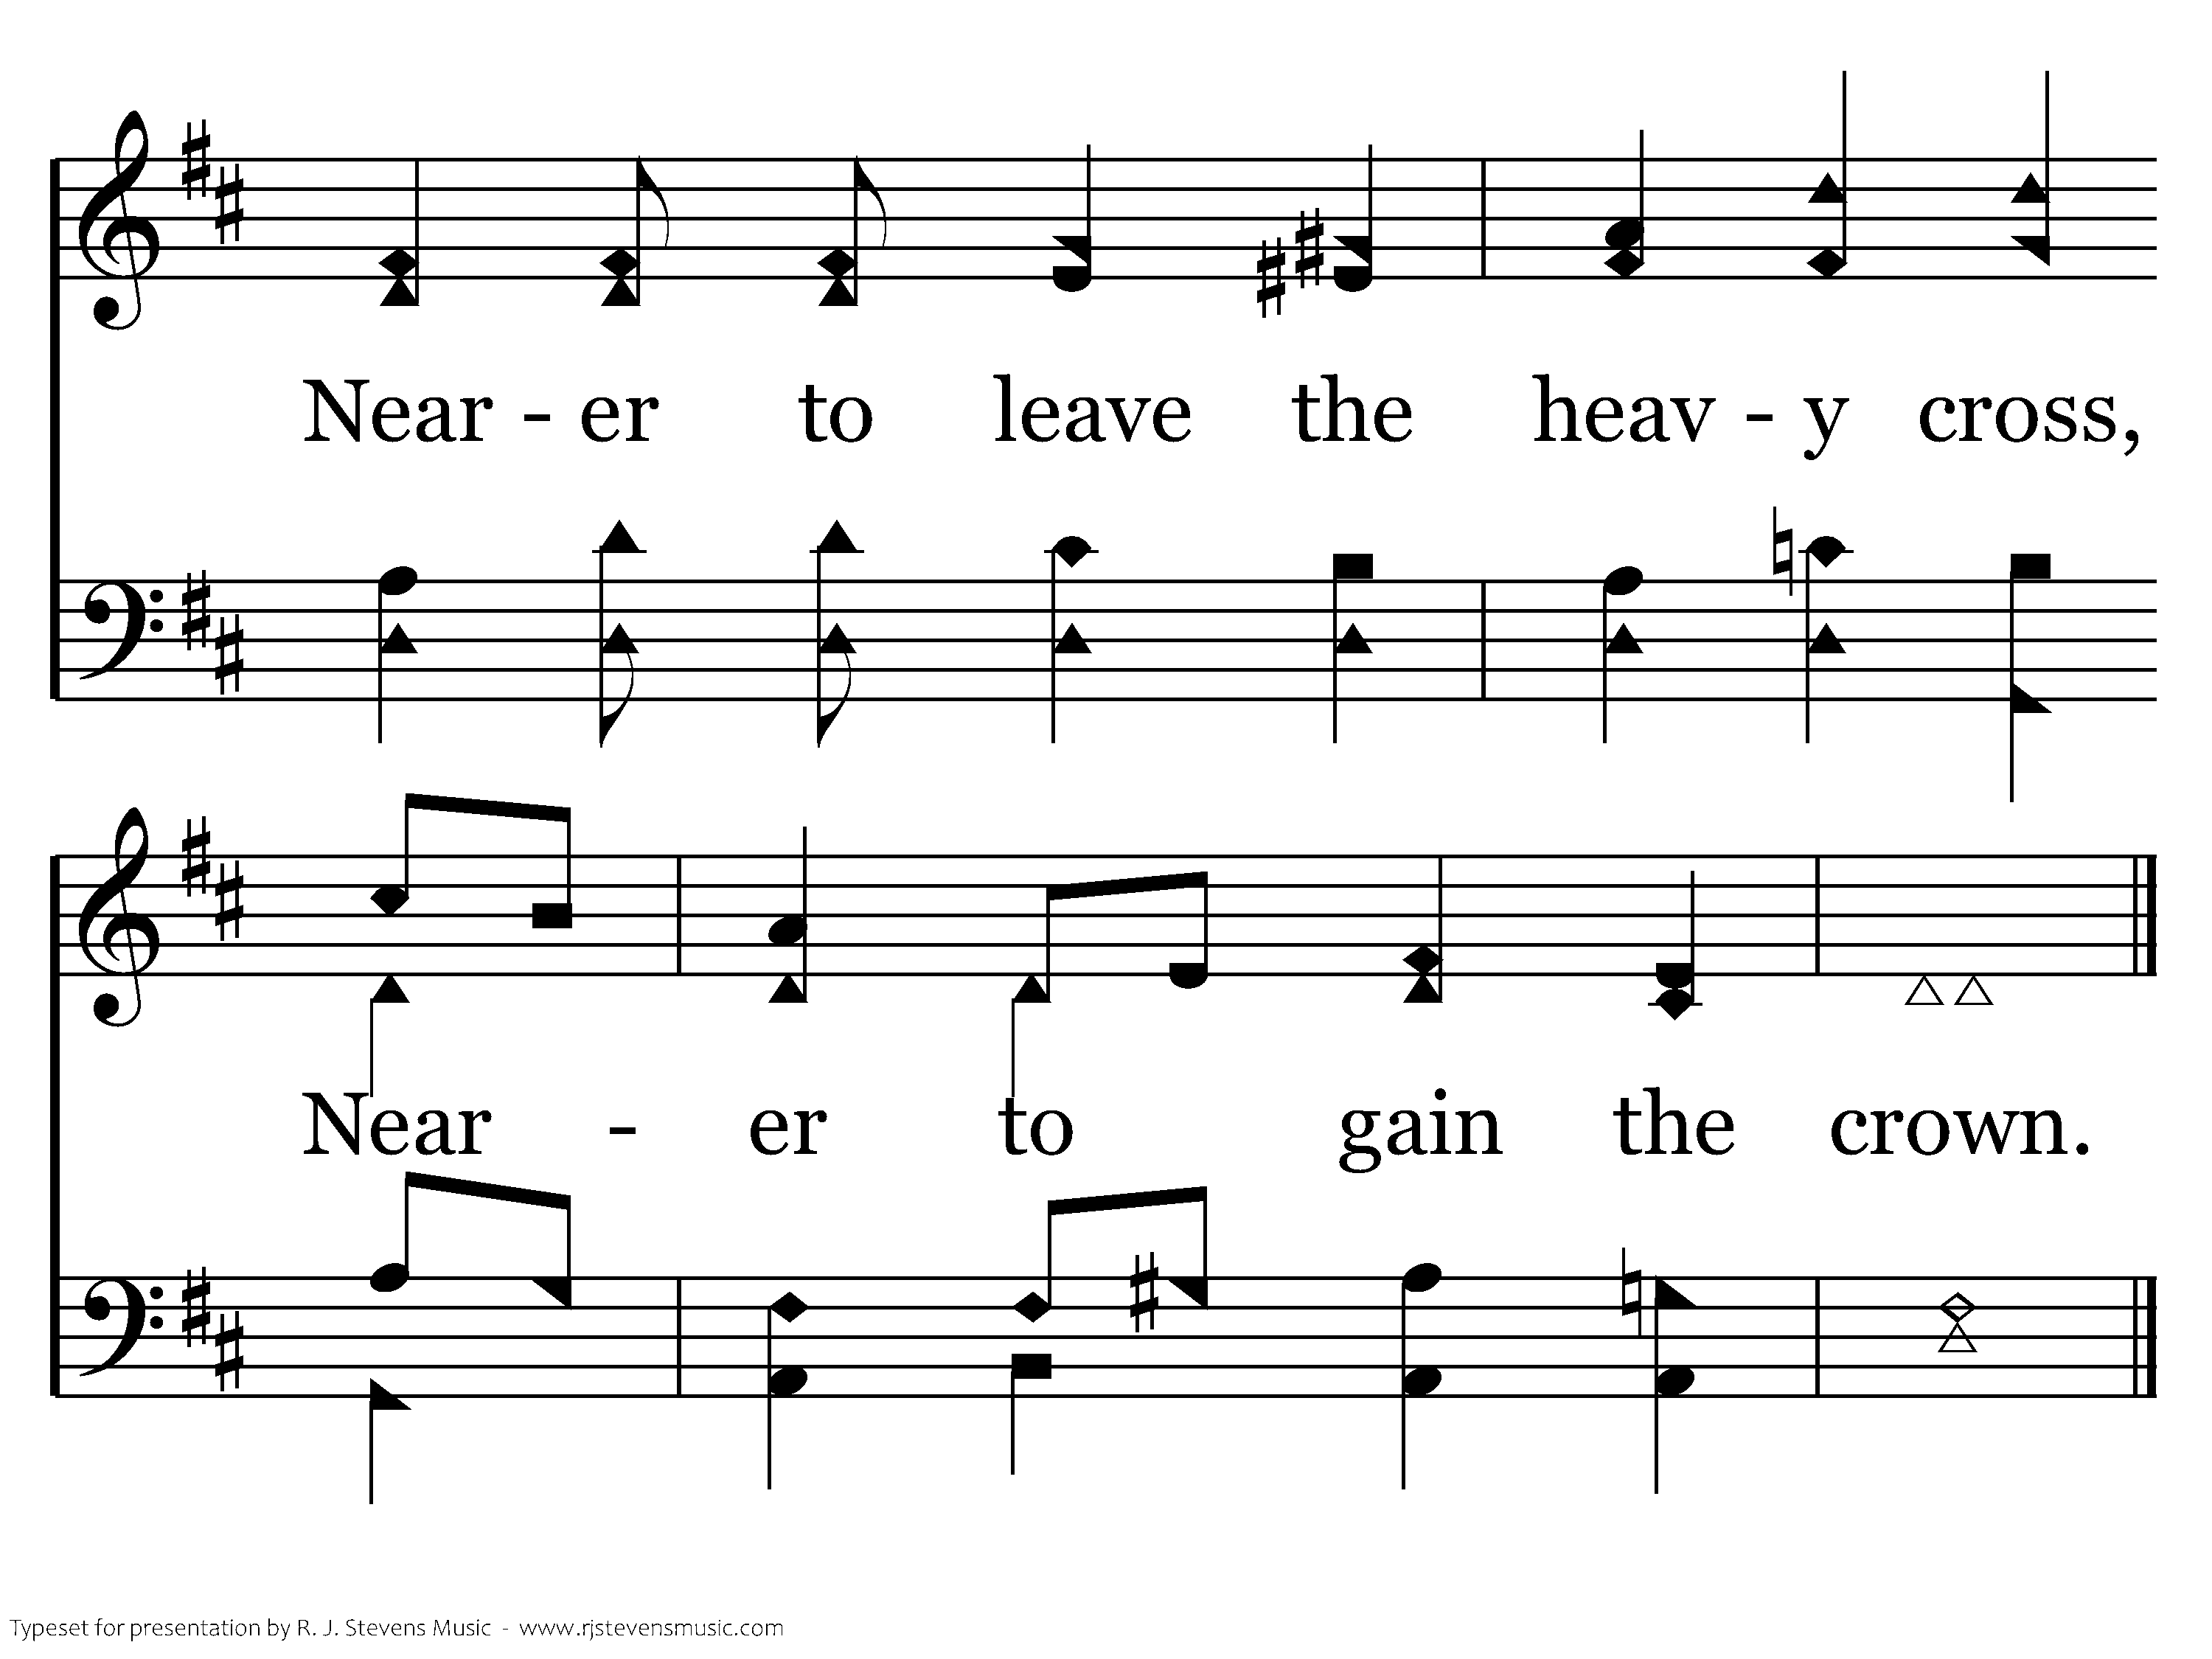 Near - er to leave the heav - y cross,
Near - er to gain the crown.
Typeset for presentation by R. J. Stevens Music - www.rjstevensmusic.com